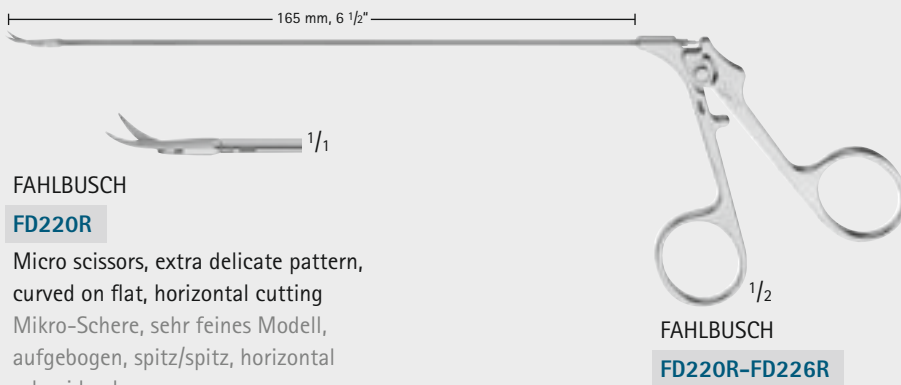 165 mm, 6 1/2"
1/1
FAHLBUSCH
FD220R
Micro scissors, extra delicate pattern,
curved on flat, horizontal cutting
Mikro-Schere, sehr feines Modell,
aufgebogen, spitz/spitz, horizontal
1/2
FAHLBUSCH
FD220R-FD226R